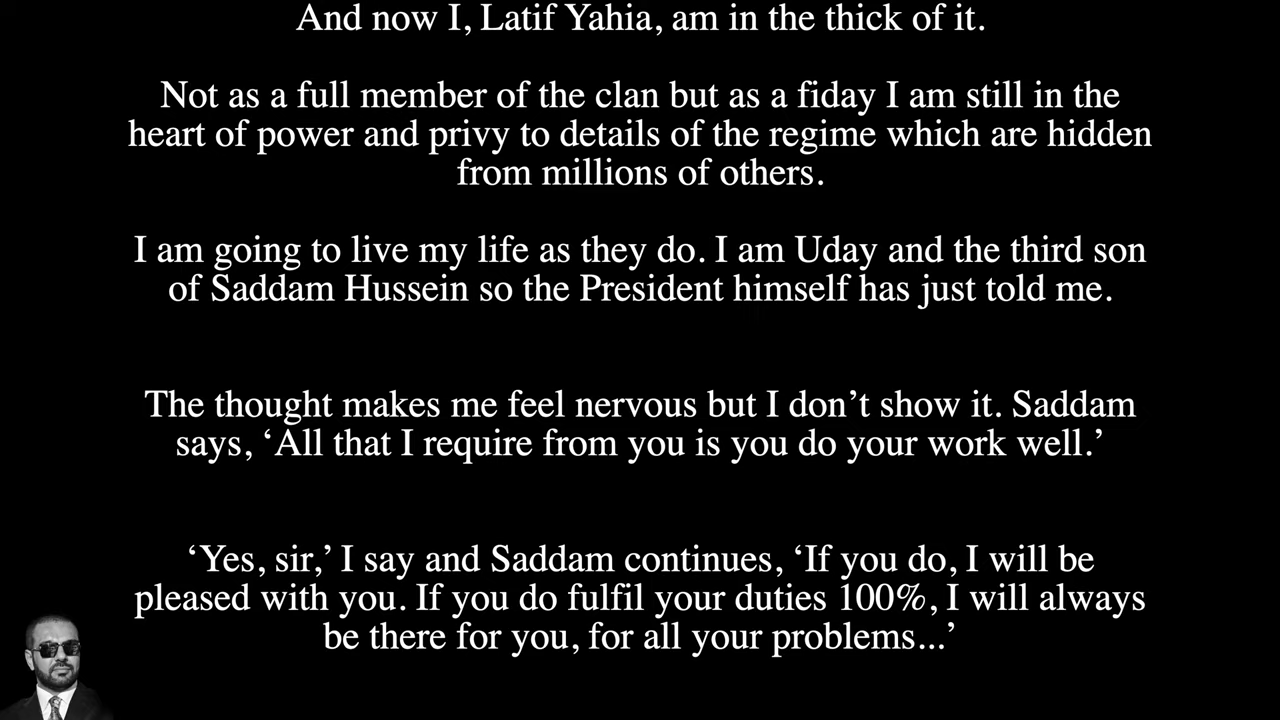 And now I, Latif Yahia, am in the thick of it.
Not as a full member of the clan but as a fiday I am still in the
heart of power and privy to details of the regime which are hidden
from millions of others.
I am going to live my life as they do. I am Uday and the third son
of Saddam Hussein so the President himself has just told me.
The thought makes me feel nervous but I don’t show it. Saddam
says, ‘All that I require from you is you do your work well.’
‘Yes, sir,’ I say and Saddam continues, ‘If you do, I will be
pleased with you. If you do fulfil your duties 100%, I will always
be there for you, for all your problems...’